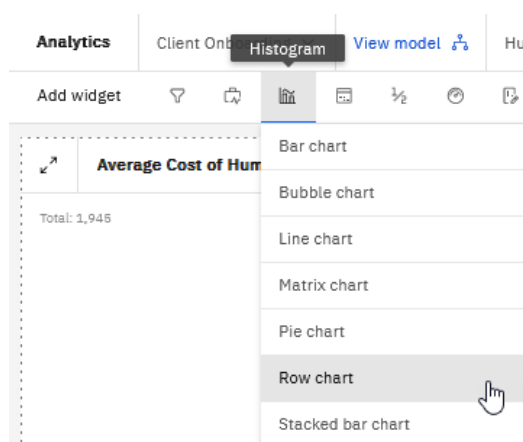 Analytics
Client Onbo
Histogram
View model
Hu
Add widget
½
Average Cost of Hum
Total: 1,945
Bar chart
Bubble chart
Line chart
Matrix chart
Pie chart
Row chart
Stacked bar chart